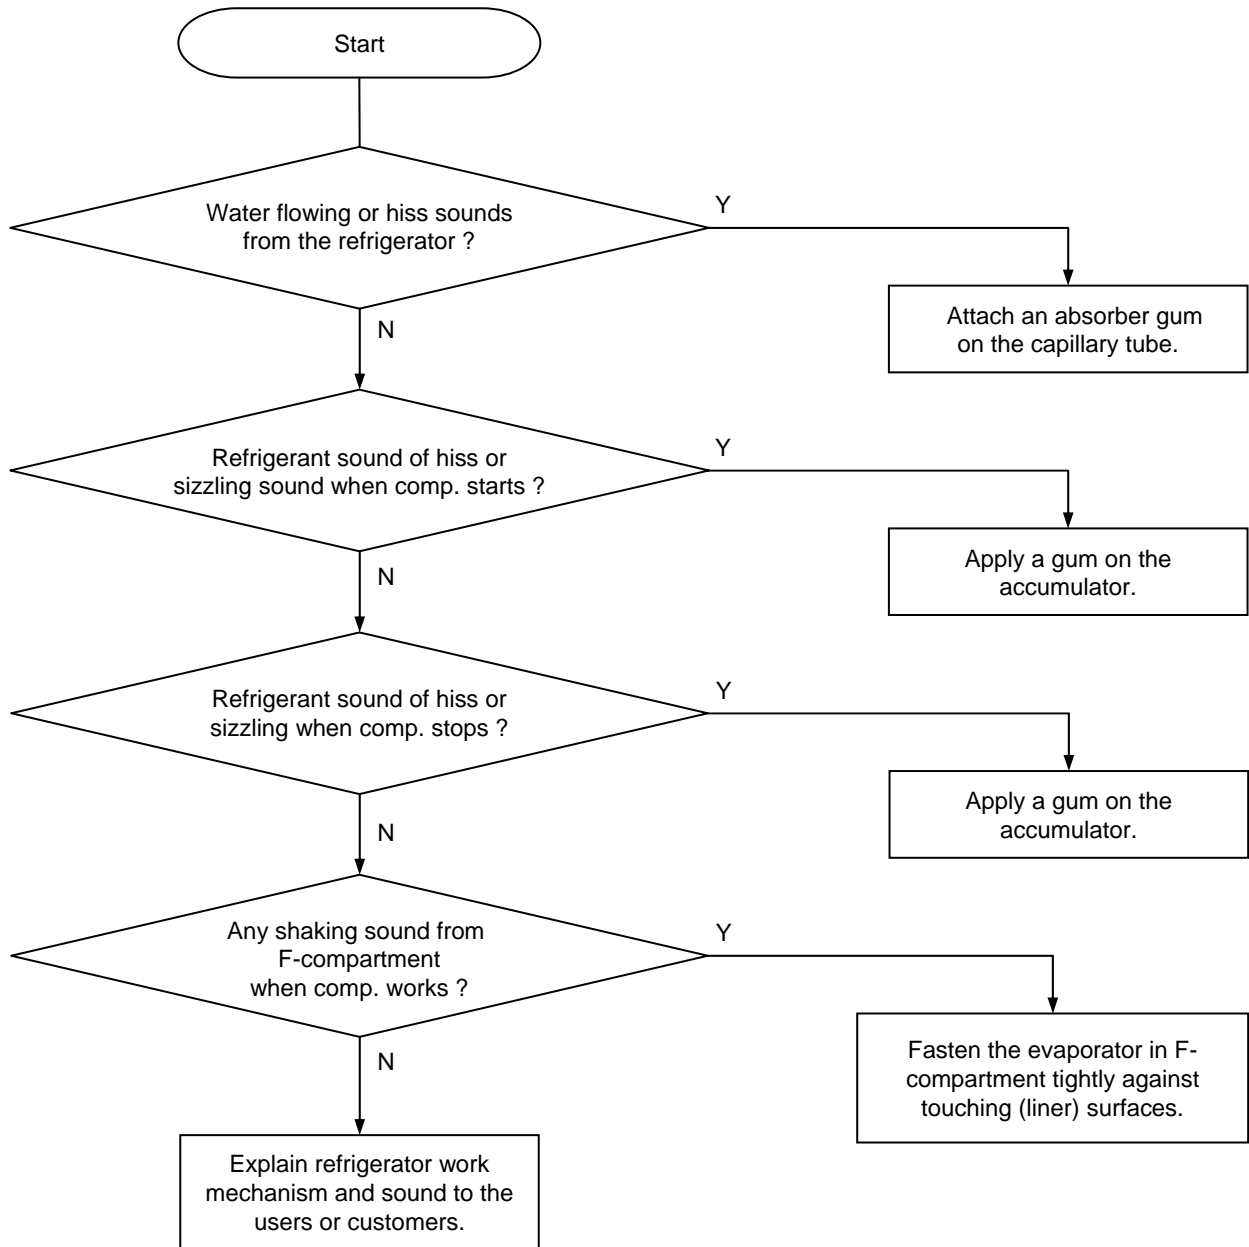 Start
Water flowing or hiss sounds
from the refrigerator ?
Y
Attach an absorber gum
on the capillary tube.
N
Refrigerant sound of hiss or
sizzling sound when comp. starts ?
Y
Apply a gum on the
accumulator.
N
Refrigerant sound of hiss or
sizzling when comp. stops ?
Y
Apply a gum on the
accumulator.
N
Any shaking sound from
F-compartment
when comp. works ?
Y
Fasten the evaporator in F-
compartment tightly against
touching (liner) surfaces.
N
Explain refrigerator work
mechanism and sound to the
users or customers.